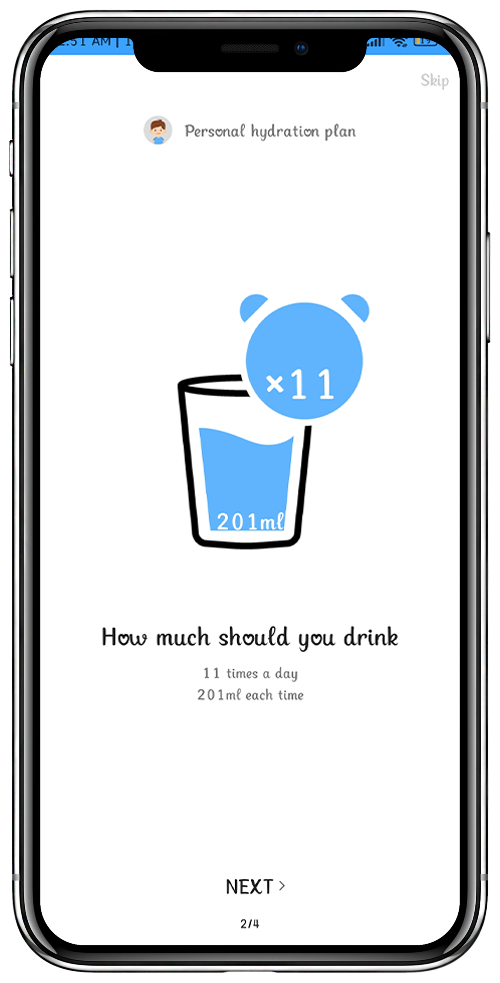 AM |
Skip
Personal hydration plan
×11
201ml
How much should you drink
11 times a day
201ml each time
NEXT >
2/4